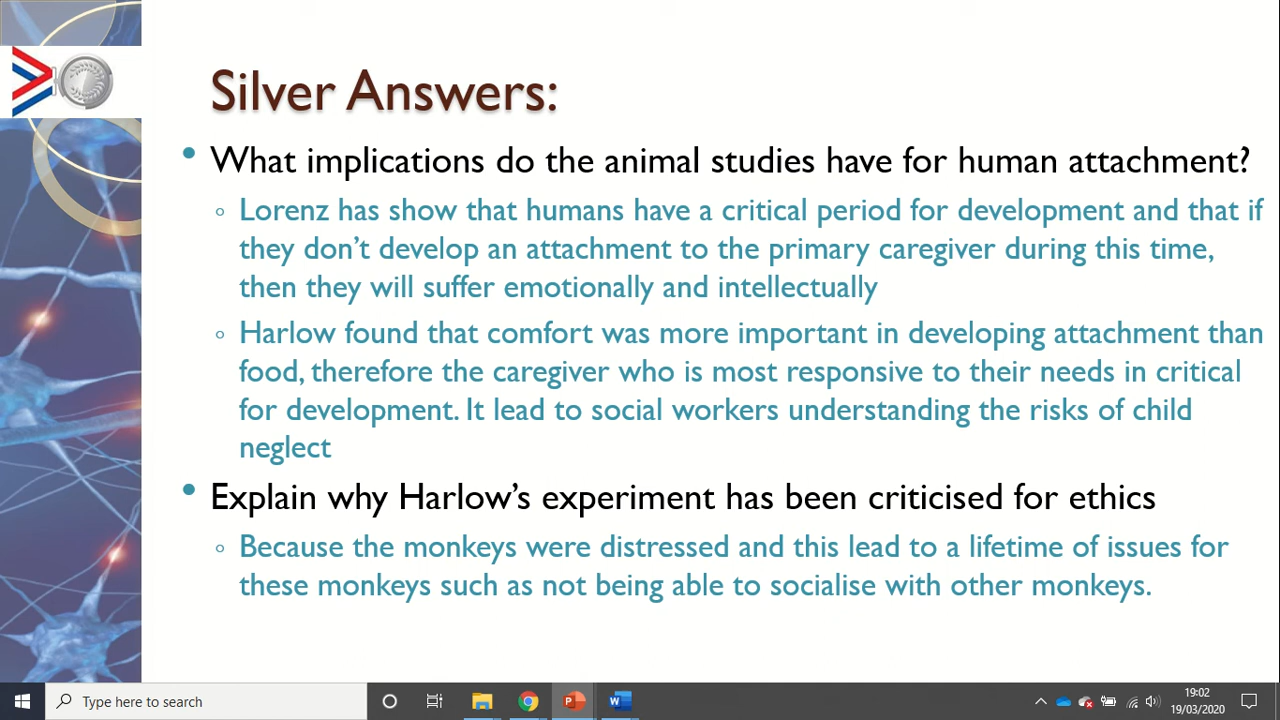 Silver Answers:
What implications do the animal studies have for human attachment?
Lorenz has show that humans have a critical period for development and that if
they don't develop an attachment to the primary caregiver during this time,
then they will suffer emotionally and intellectually
Harlow found that comfort was more important in developing attachment than
food, therefore the caregiver who is most responsive to their needs in critical
for development. It lead to social workers understanding the risks of child
neglect
Explain why Harlow's experiment has been criticised for ethics
Because the monkeys were distressed and this lead to a lifetime of issues for
these monkeys such as not being able to socialise with other monkeys.
Type here to search
19:02
19/03/2020